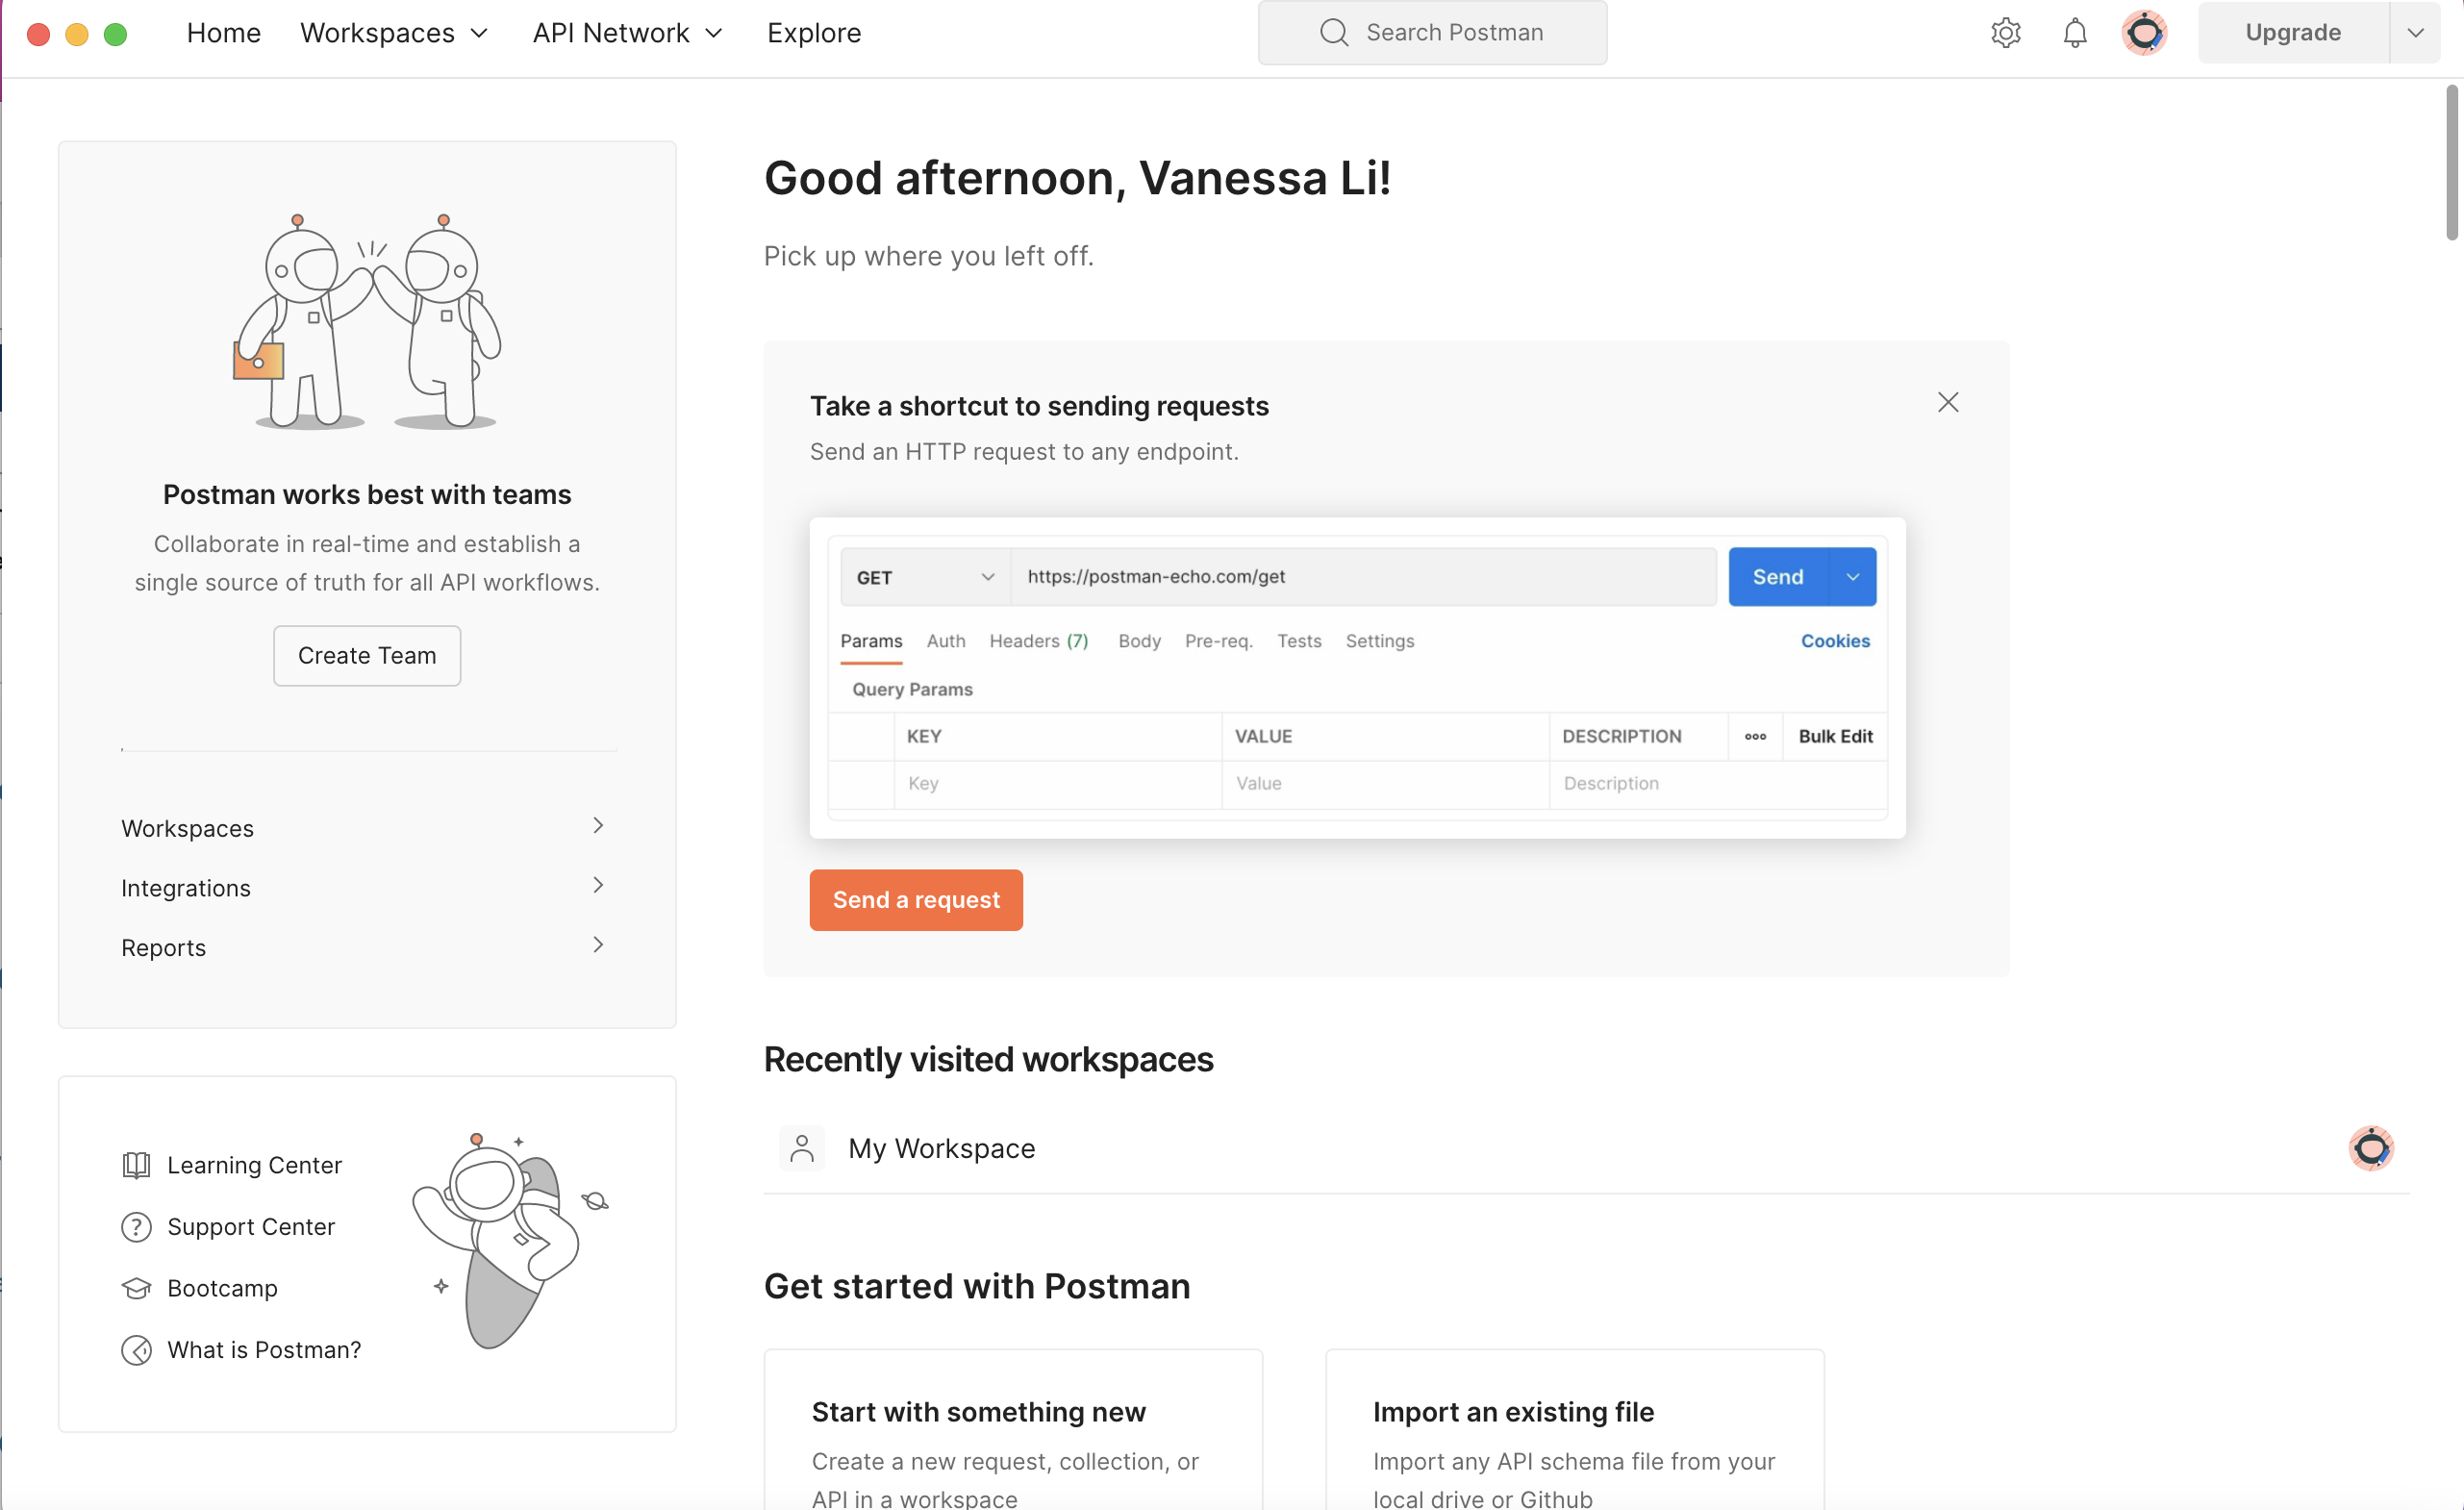 Home Workspaces API Network Explore Search Postman Upgrade
Postman works best with teams
Collaborate in real-time and establish a
single source of truth for all API workflows.
Create Team
Workspaces
Integrations
Reports
Learning Center
Support Center
Bootcamp
What is Postman?
Good afternoon, Vanessa Li!
Pick up where you left off.
Take a shortcut to sending requests
Send an HTTP request to any endpoint.
GET https://postman-echo.com/get Send
Params Auth Headers (7) Body Pre-req. Tests Settings Cookies
Query Params
KEY VALUE DESCRIPTION Bulk Edit
Key Value Description
Send a request
Recently visited workspaces
My Workspace
Get started with Postman
Start with something new
Create a new request, collection, or
API in a workspace
Import an existing file
Import any API schema file from your
local drive or Github